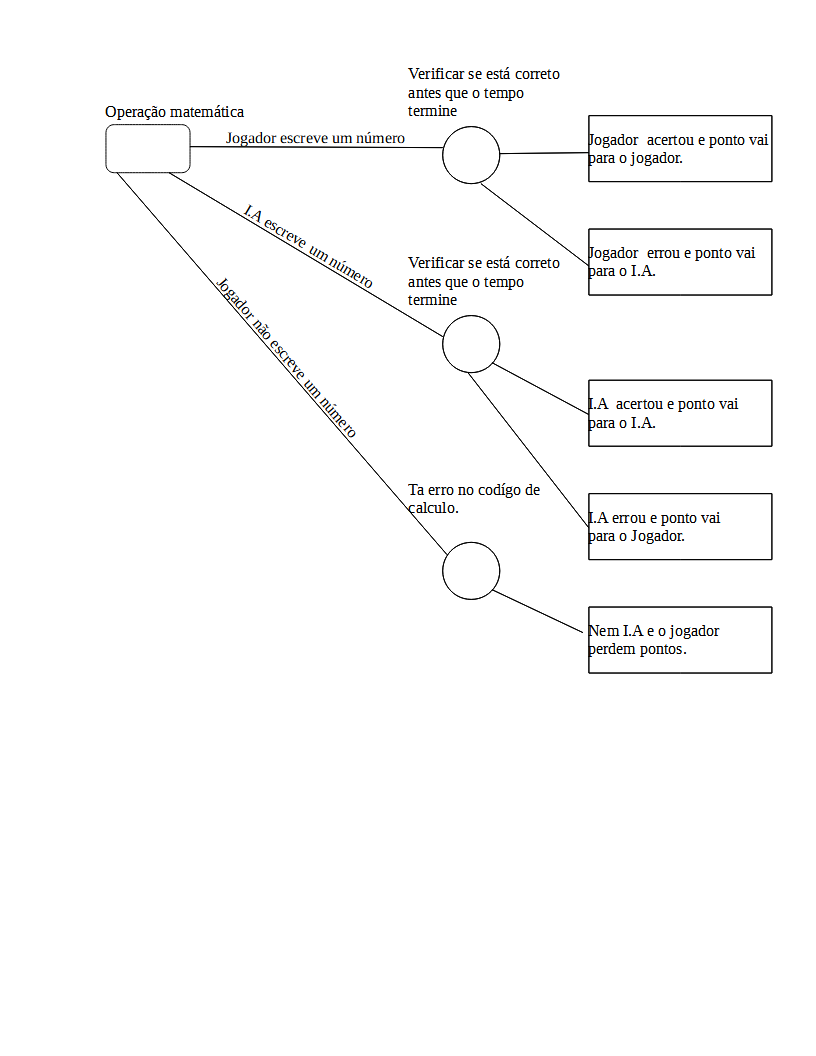 Verificar se está correto
antes que o tempo
termine
Operação matemática
Jogador escreve um número
Jogador  acertou e ponto vai
para o jogador.
I.A escreve um número
Jogador  errou e ponto vai
para o I.A.
Verificar se está correto
antes que o tempo
termine
Jogador não escreve um número
I.A  acertou e ponto vai
para o I.A.
Ta erro no codígo de
calculo.
I.A errou e ponto vai
para o Jogador.
Nem I.A e o jogador
perdem pontos.